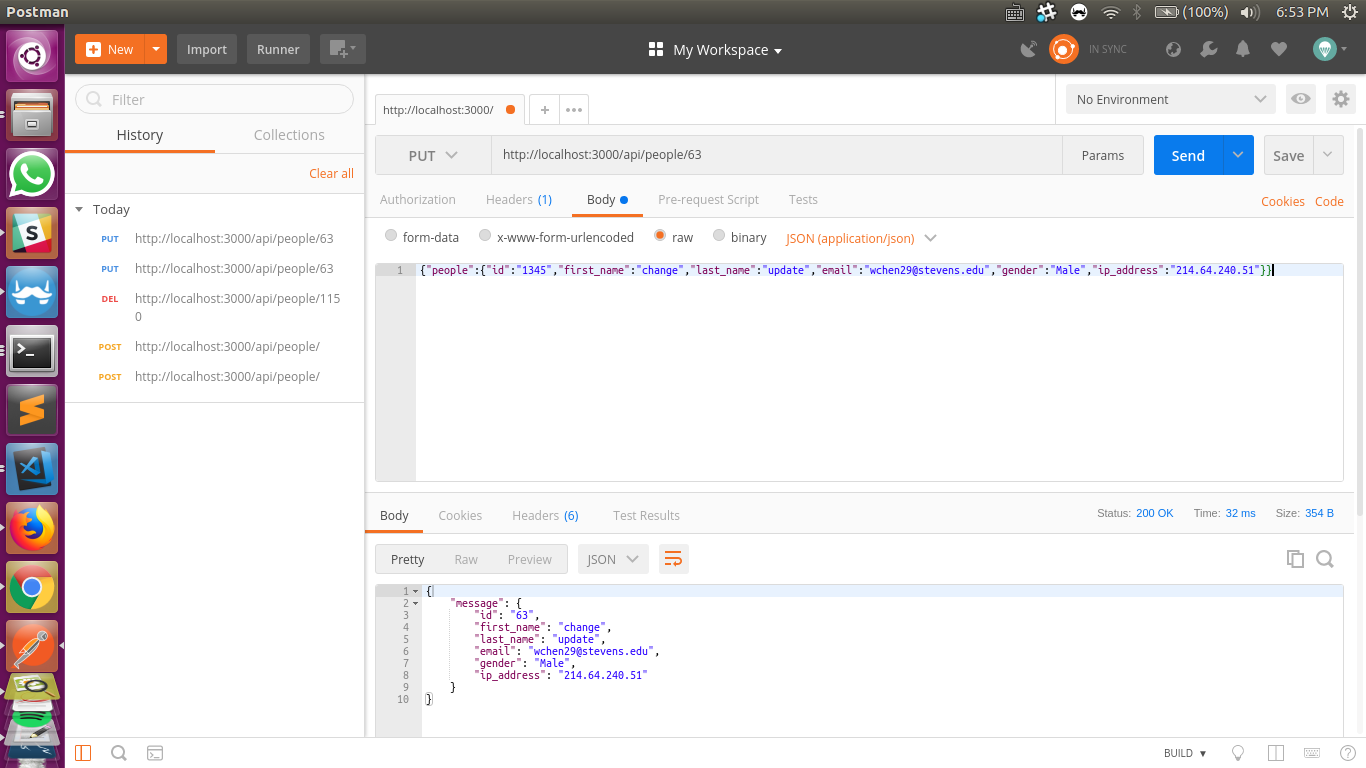 Postman
(100%)
6:53 PM
New
Import
Runner
My Workspace
IN SYNC
Filter
History
Collections
Clear all
Today
PUT http://localhost:3000/api/people/63
PUT http://localhost:3000/api/people/63
DEL http://localhost:3000/api/people/115
0
POST http://localhost:3000/api/people/
POST http://localhost:3000/api/people/
http://localhost:3000/
No Environment
PUT
http://localhost:3000/api/people/63
Params
Send
Save
Authorization
Headers (1)
Body
Pre-request Script
Tests
Cookies
Code
form-data
x-www-form-urlencoded
raw
binary
JSON (application/json)
1 {"people":{"id":"1345","first_name":"change","last_name":"update","email":"wchen29@stevens.edu","gender":"Male","ip_address":"214.64.240.51"}}
Body
Cookies
Headers (6)
Test Results
Status: 200 OK
Time: 32 ms
Size: 354 B
Pretty
Raw
Preview
JSON
1 {
2 "message": {
3 "id": "63",
4 "first_name": "change",
5 "last_name": "update",
6 "email": "wchen29@stevens.edu",
7 "gender": "Male",
8 "ip_address": "214.64.240.51"
9 }
10 }
BUILD